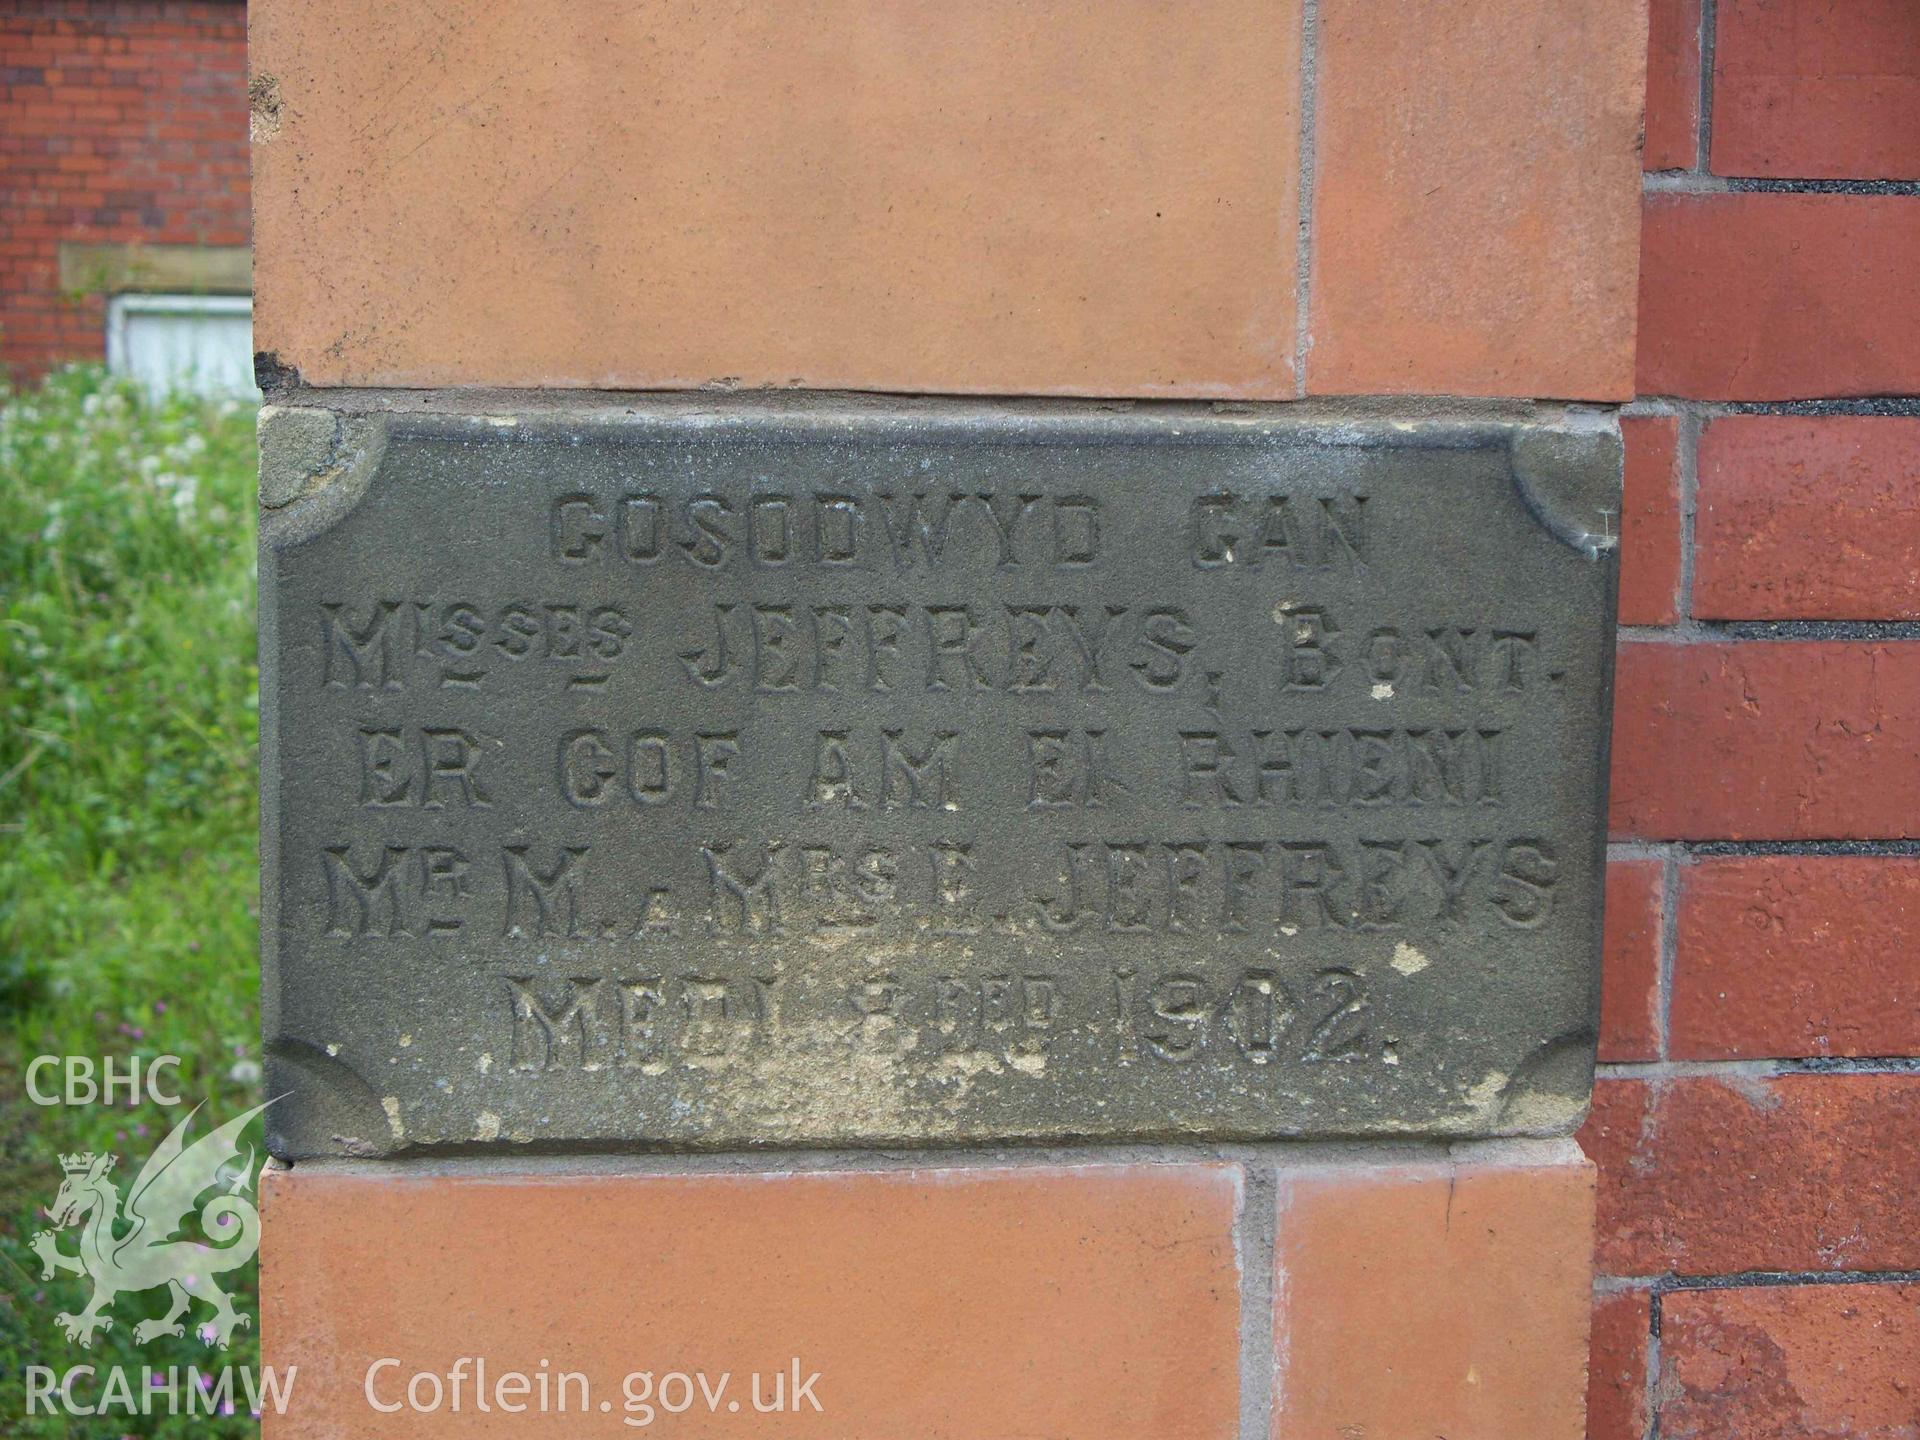 GOSODWYD GAN
MISSES JEFFREYS, BONT.
ER COF AM EI RHIENI
MR M. A MRS E. JEFFREYS
MEDI 3FED 1902.
CBHC
RCAHMW
Coflein.gov.uk